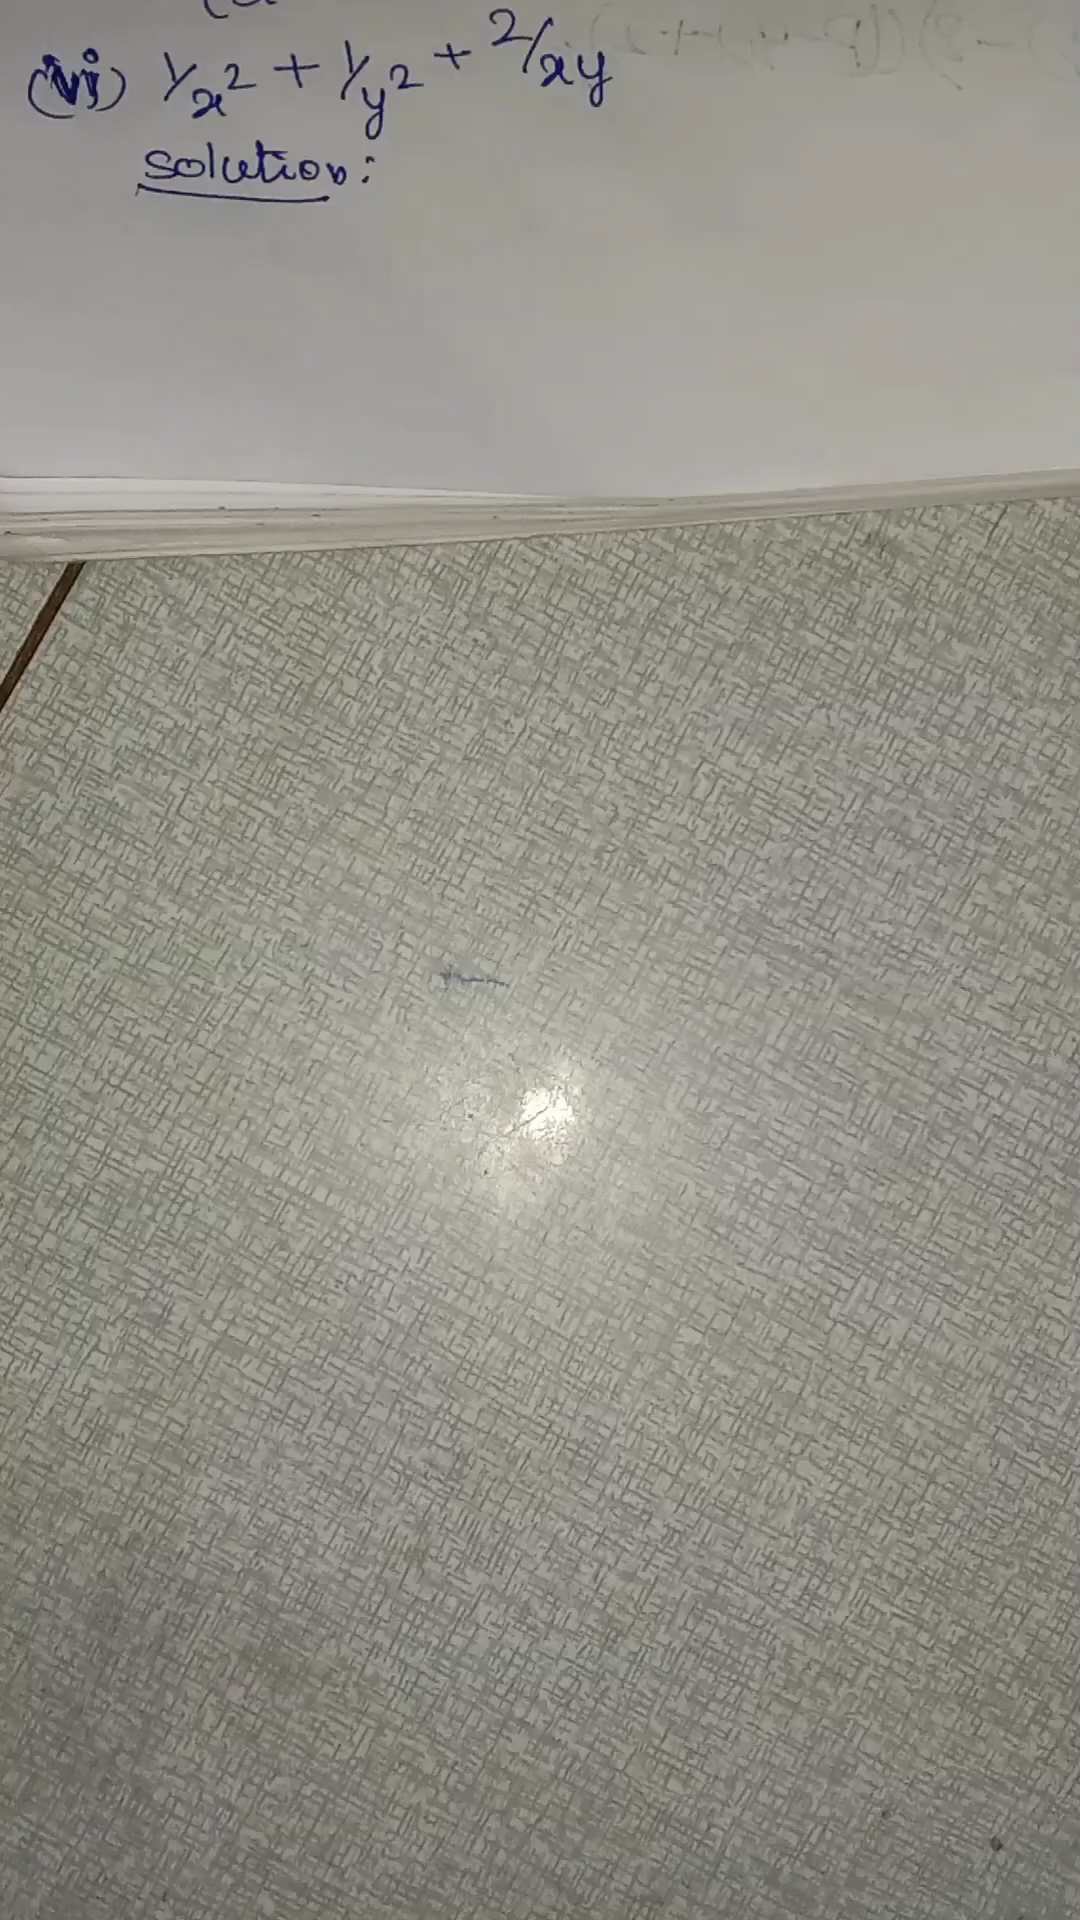 (vi) 1/x² + 1/y² + 2/xy
Solution: